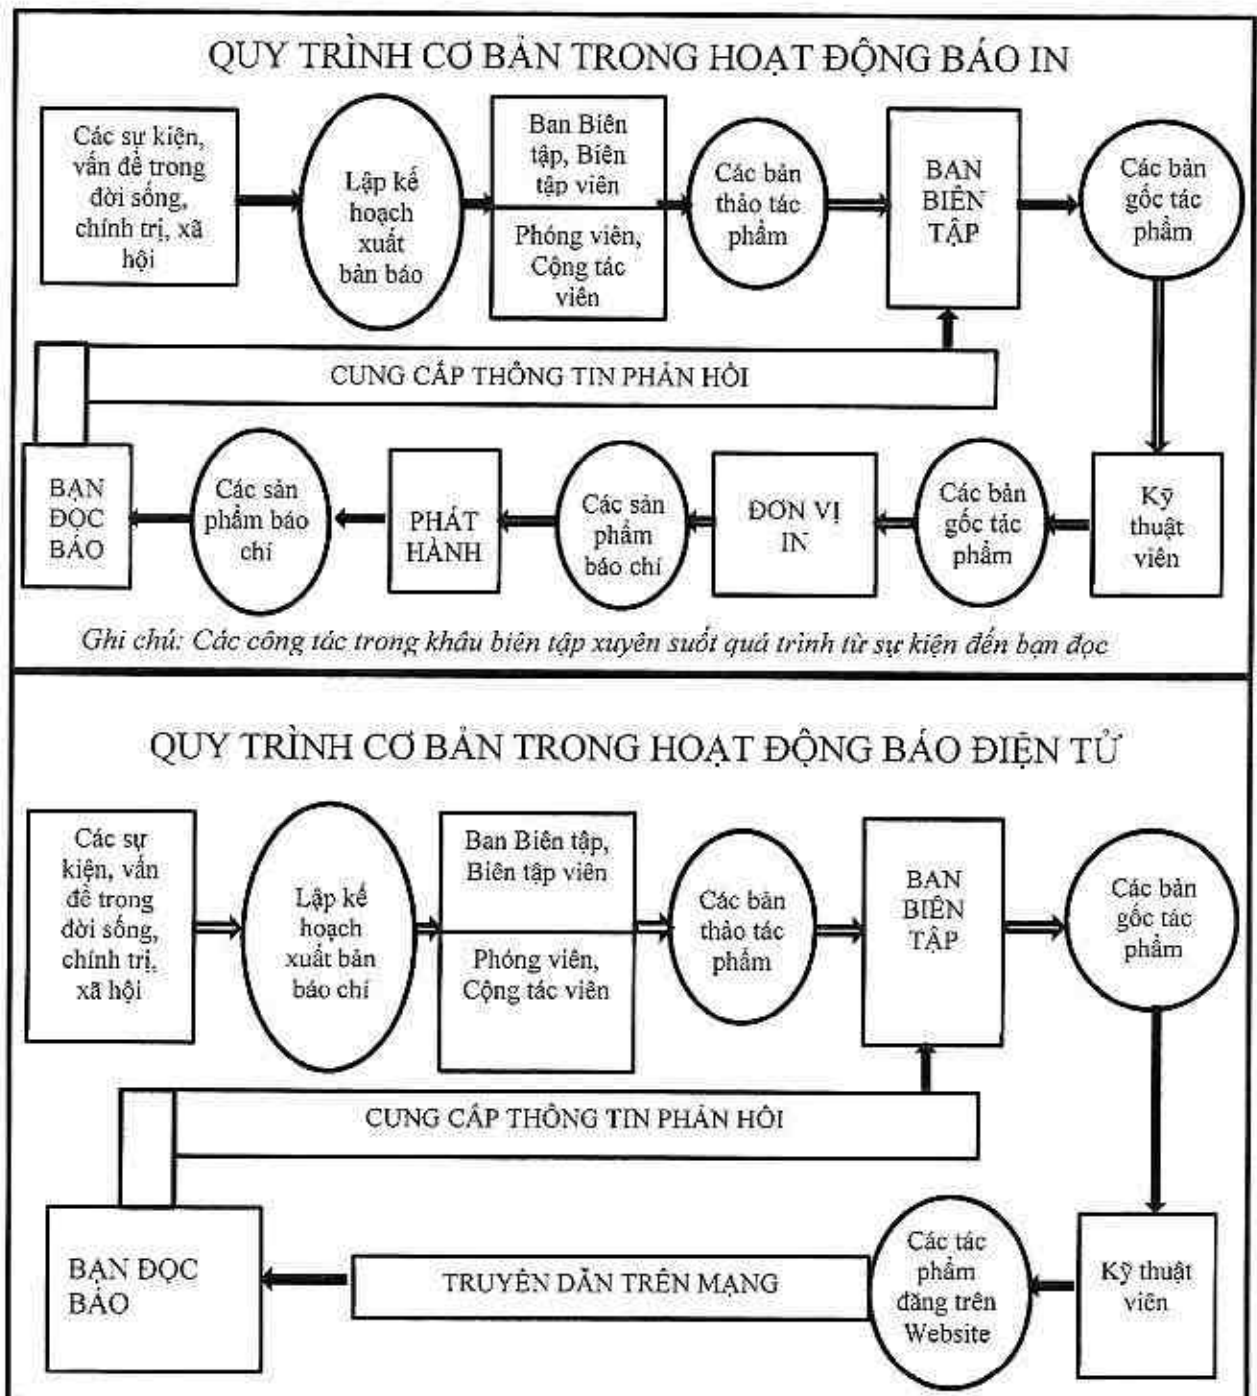 QUY TRÌNH CƠ BẢN TRONG HOẠT ĐỘNG BÁO IN
Các sự kiện,
vấn đề trong
đời sống,
chính trị, xã
hội
Lập kế
hoạch
xuất
bản báo
Ban Biên
tập, Biên
tập viên
Phóng viên,
Cộng tác
viên
Các bản
thảo tác
phẩm
BAN
BIÊN
TẬP
Các bản
gốc tác
phẩm
CUNG CẤP THÔNG TIN PHẢN HỒI
BẠN
ĐỌC
BÁO
Các sản
phẩm báo
chí
PHÁT
HÀNH
Các sản
phẩm
báo chí
ĐƠN VỊ
IN
Các bản
gốc tác
phẩm
Kỹ
thuật
viên
Ghi chú: Các công tác trong khâu biên tập xuyên suốt quá trình từ sự kiện đến bạn đọc
QUY TRÌNH CƠ BẢN TRONG HOẠT ĐỘNG BÁO ĐIỆN TỬ
Các sự
kiện, vấn
đề trong
đời sống,
chính trị,
xã hội
Lập kế
hoạch
xuất bản
báo chí
Ban Biên tập,
Biên tập viên
Phóng viên,
Cộng tác viên
Các bản
thảo tác
phẩm
BAN
BIÊN
TẬP
Các bản
gốc tác
phẩm
CUNG CẤP THÔNG TIN PHẢN HỒI
BẠN ĐỌC
BÁO
TRUYỀN DẪN TRÊN MẠNG
Các tác
phẩm
đăng trên
Website
Kỹ thuật
viên